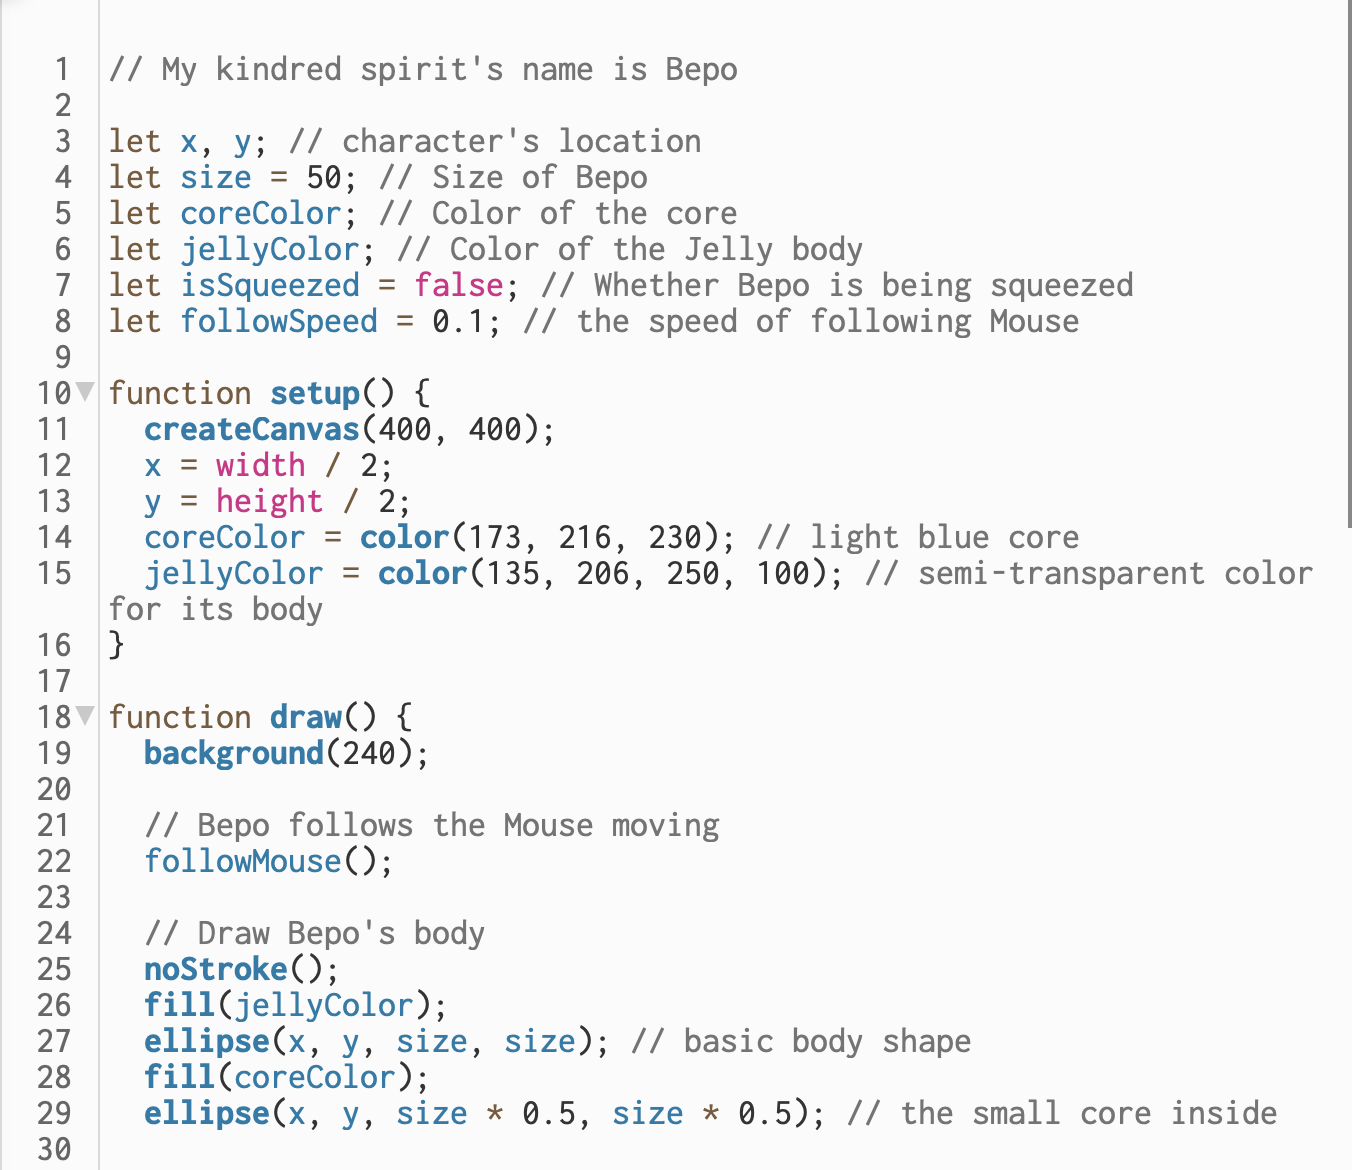 1 // My kindred spirit's name is Bepo
2
3 let x, y; // character's location
4 let size = 50; // Size of Bepo
5 let coreColor; // Color of the core
6 let jellyColor; // Color of the Jelly body
7 let isSqueezed = false; // Whether Bepo is being squeezed
8 let followSpeed = 0.1; // the speed of following Mouse
9
10 function setup() {
11   createCanvas(400, 400);
12   x = width / 2;
13   y = height / 2;
14   coreColor = color(173, 216, 230); // light blue core
15   jellyColor = color(135, 206, 250, 100); // semi-transparent color
for its body
16 }
17
18 function draw() {
19   background(240);
20
21   // Bepo follows the Mouse moving
22   followMouse();
23
24   // Draw Bepo's body
25   noStroke();
26   fill(jellyColor);
27   ellipse(x, y, size, size); // basic body shape
28   fill(coreColor);
29   ellipse(x, y, size * 0.5, size * 0.5); // the small core inside
30